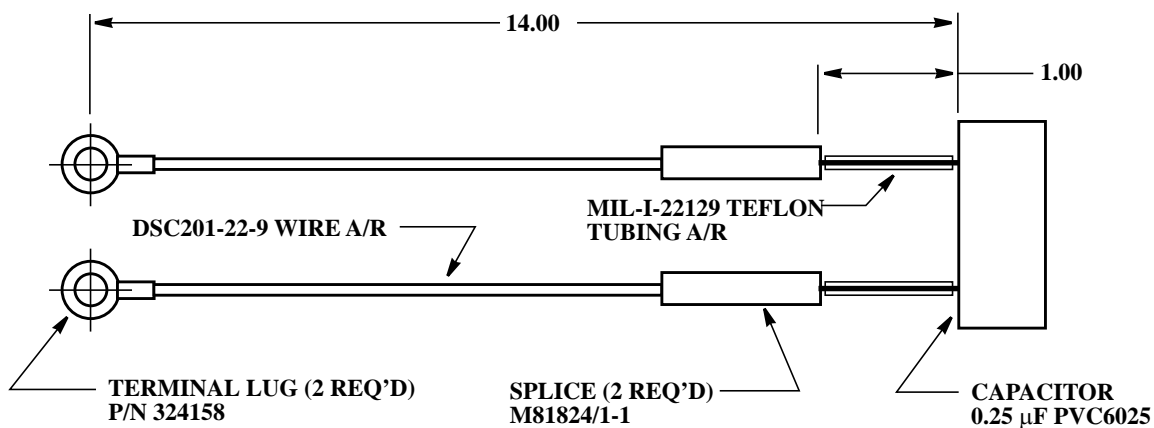 14.00
1.00
MIL-I-22129 TEFLON
TUBING A/R
DSC201-22-9 WIRE A/R
TERMINAL LUG (2 REQ’D)
P/N 324158
SPLICE (2 REQ’D)
M81824/1-1
CAPACITOR
0.25 µF PVC6025